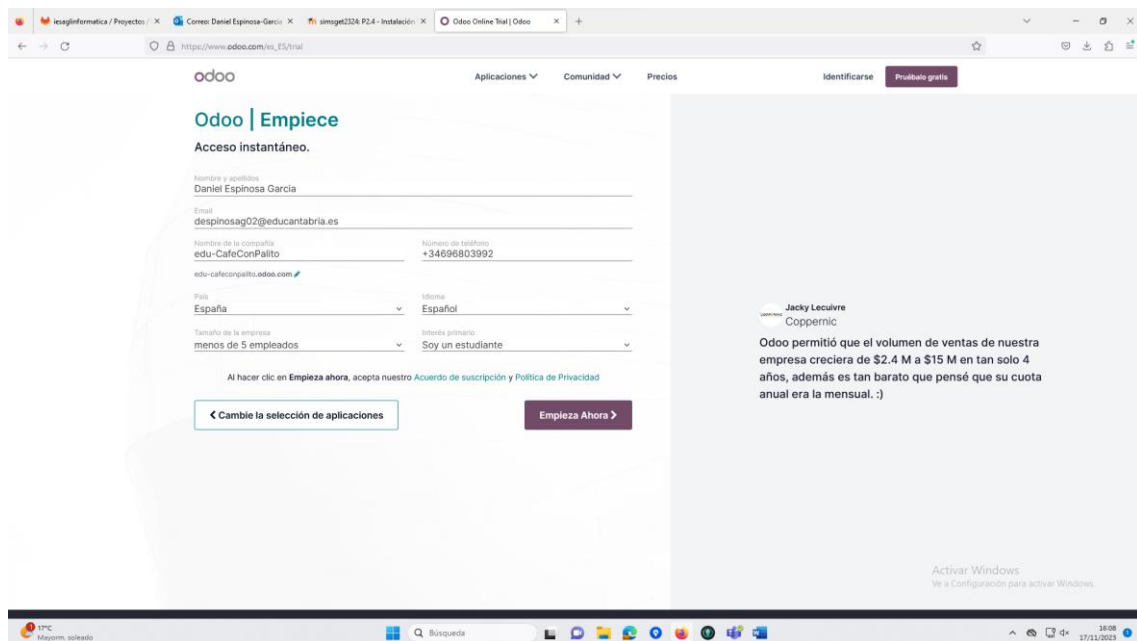 iesaglinformatica / Proyectos /
Correo: Daniel Espinosa-Garcia
simsget2324: P2.4 - Instalación
Odoo Online Trial | Odoo
https://www.odoo.com/es_ES/trial
odoo
Aplicaciones
Comunidad
Precios
Identificarse
Pruébalo gratis
Odoo | Empiece
Acceso instantáneo.
Nombre y apellidos
Daniel Espinosa Garcia
Email
despinosag02@educantabria.es
Nombre de la compañía
Número de teléfono
edu-CafeConPalito
+34696803992
edu-cafeconpalito.odoo.com
País
Idioma
España
Español
Tamaño de la empresa
Interés primario
menos de 5 empleados
Soy un estudiante
Al hacer clic en Empieza ahora, acepta nuestro Acuerdo de suscripción y Política de Privacidad
Cambie la selección de aplicaciones
Empieza Ahora
Jacky Lecuivre
Coppernic
Odoo permitió que el volumen de ventas de nuestra
empresa creciera de $2.4 M a $15 M en tan solo 4
años, además es tan barato que pensé que su cuota
anual era la mensual. :)
Activar Windows
Ve a Configuración para activar Windows.
17°C
Mayorm. soleado
Búsqueda
16:08
17/11/2023